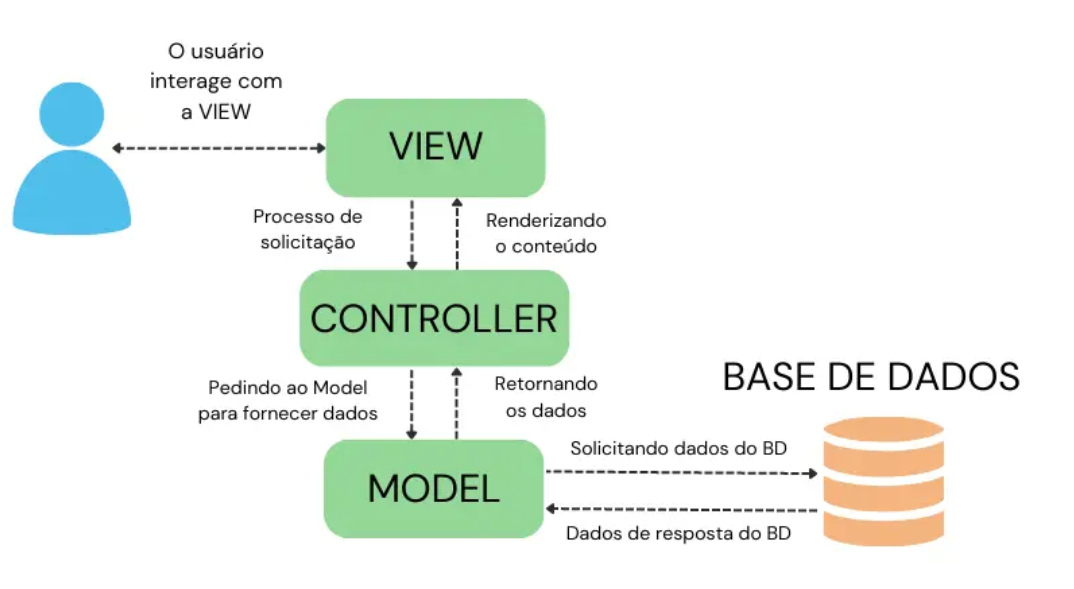 O usuário
interage com
a VIEW
VIEW
Processo de
solicitação
Renderizando
o conteúdo
CONTROLLER
Pedindo ao Model
para fornecer dados
Retornando
os dados
BASE DE DADOS
MODEL
Solicitando dados do BD
Dados de resposta do BD